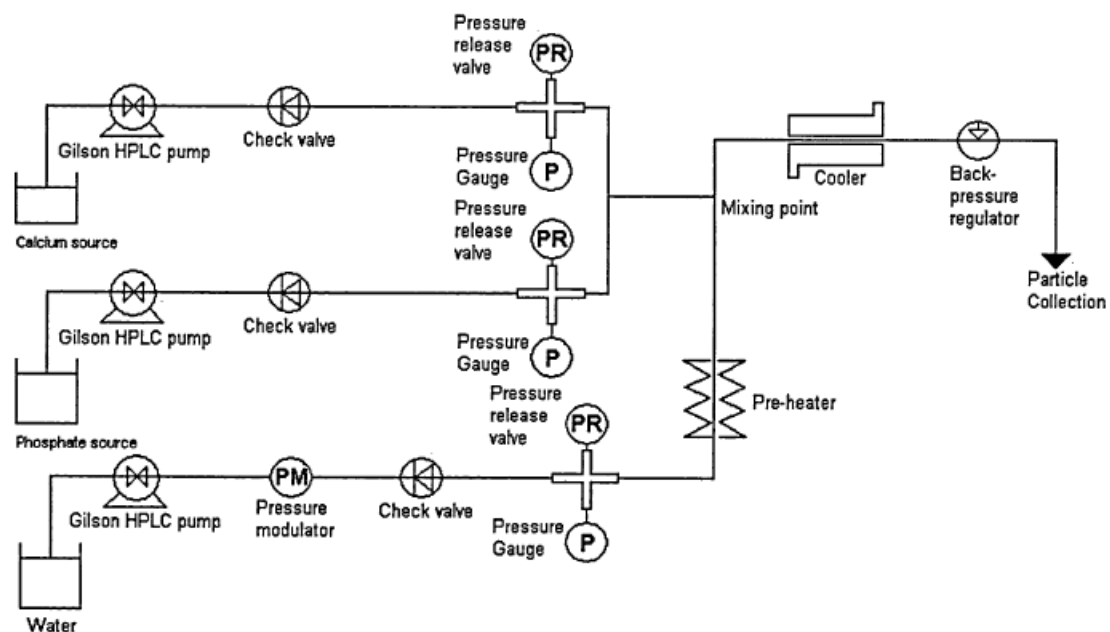 Pressure
release
valve
PR
Gilson HPLC pump
Check valve
Pressure
Gauge
P
Calcium source
Cooler
Back-
pressure
regulator
Mixing point
Particle
Collection
Pressure
release
valve
PR
Gilson HPLC pump
Check valve
Pressure
Gauge
P
Phosphate source
Pre-heater
Pressure
release
valve
PR
Gilson HPLC pump
PM
Pressure
modulator
Check valve
Pressure
Gauge
P
Water